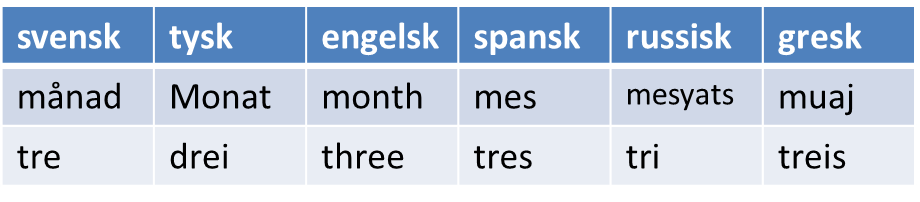 svensk tysk engelsk spansk russisk gresk
månad Monat month mes mesyats muaj
tre drei three tres tri treis